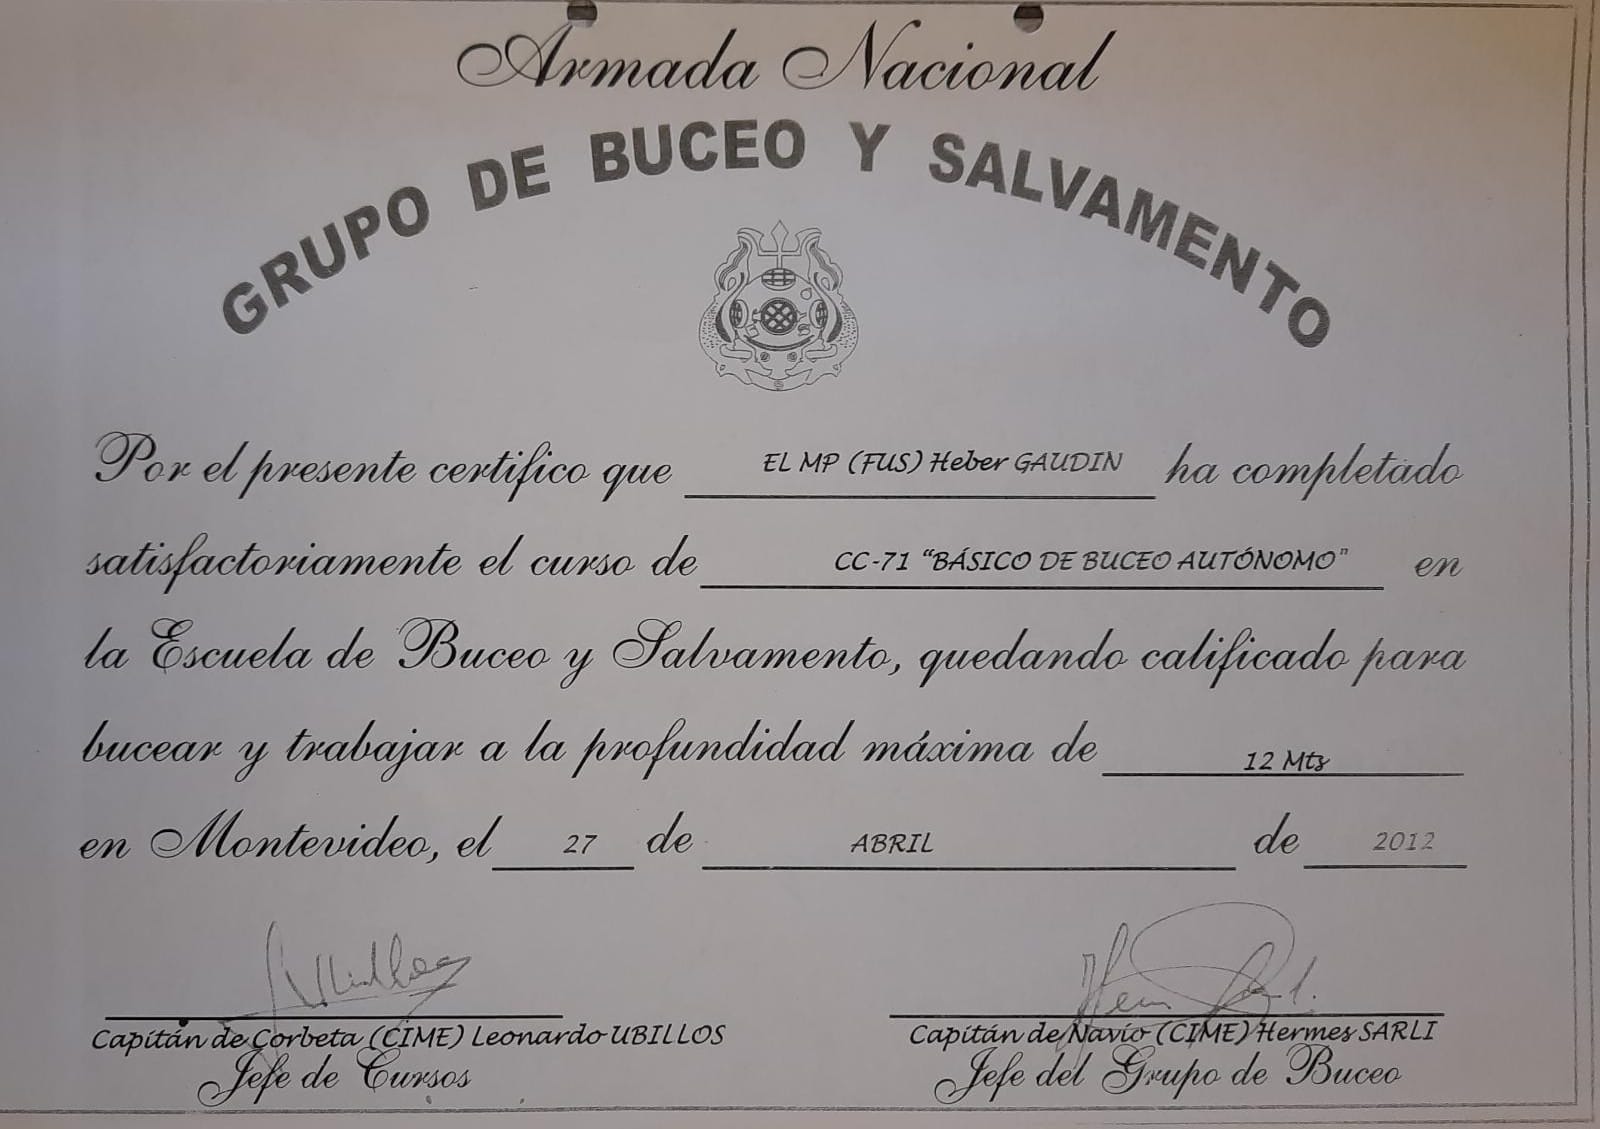 Armada Nacional
GRUPO DE BUCEO Y SALVAMENTO
Por el presente certifico que EL MP (FUS) Heber GAUDIN ha completado
satisfactoriamente el curso de CC-71 "BÁSICO DE BUCEO AUTÓNOMO" en
la Escuela de Buceo y Salvamento, quedando calificado para
bucear y trabajar a la profundidad máxima de 12 Mts
en Montevideo, el 27 de ABRIL de 2012
Capitán de Corbeta (CIME) Leonardo UBILLOS
Jefe de Cursos
Capitán de Navío (CIME) Hermes SARLI
Jefe del Grupo de Buceo